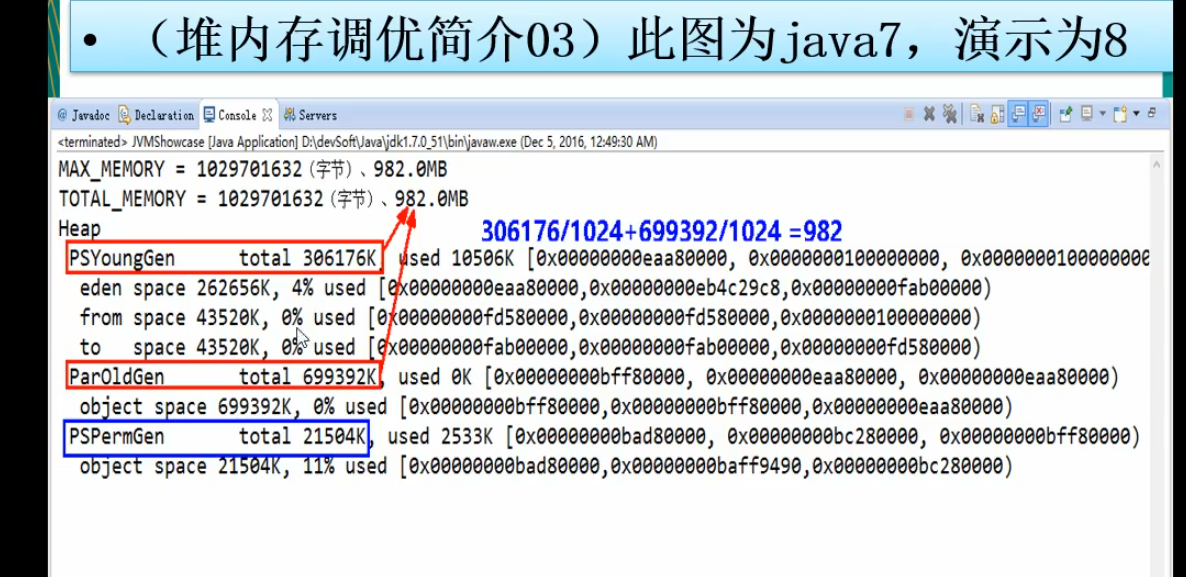 • （堆内存调优简介03）此图为java7，演示为8
@ Javadoc Declaration Console Servers
<terminated> JVMShowcase [Java Application] D:\devSoft\Java\jdk1.7.0_51\bin\javaw.exe (Dec 5, 2016, 12:49:30 AM)
MAX_MEMORY = 1029701632（字节）、982.0MB
TOTAL_MEMORY = 1029701632（字节）、982.0MB
306176/1024+699392/1024 =982
Heap
PSYoungGen total 306176K, used 10506K [0x00000000eaa80000, 0x0000000100000000, 0x0000000100000000
eden space 262656K, 4% used [0x00000000eaa80000,0x00000000eb4c29c8,0x00000000fab00000)
from space 43520K, 0% used [0x00000000fd580000,0x00000000fd580000,0x0000000100000000)
to space 43520K, 0% used [0x00000000fab00000,0x00000000fab00000,0x00000000fd580000)
ParOldGen total 699392K, used 0K [0x00000000bff80000, 0x00000000eaa80000, 0x00000000eaa80000)
object space 699392K, 0% used [0x00000000bff80000,0x00000000bff80000,0x00000000eaa80000)
PSPermGen total 21504K, used 2533K [0x00000000bad80000, 0x00000000bc280000, 0x00000000bff80000)
object space 21504K, 11% used [0x00000000bad80000,0x00000000baff9490,0x00000000bc280000)